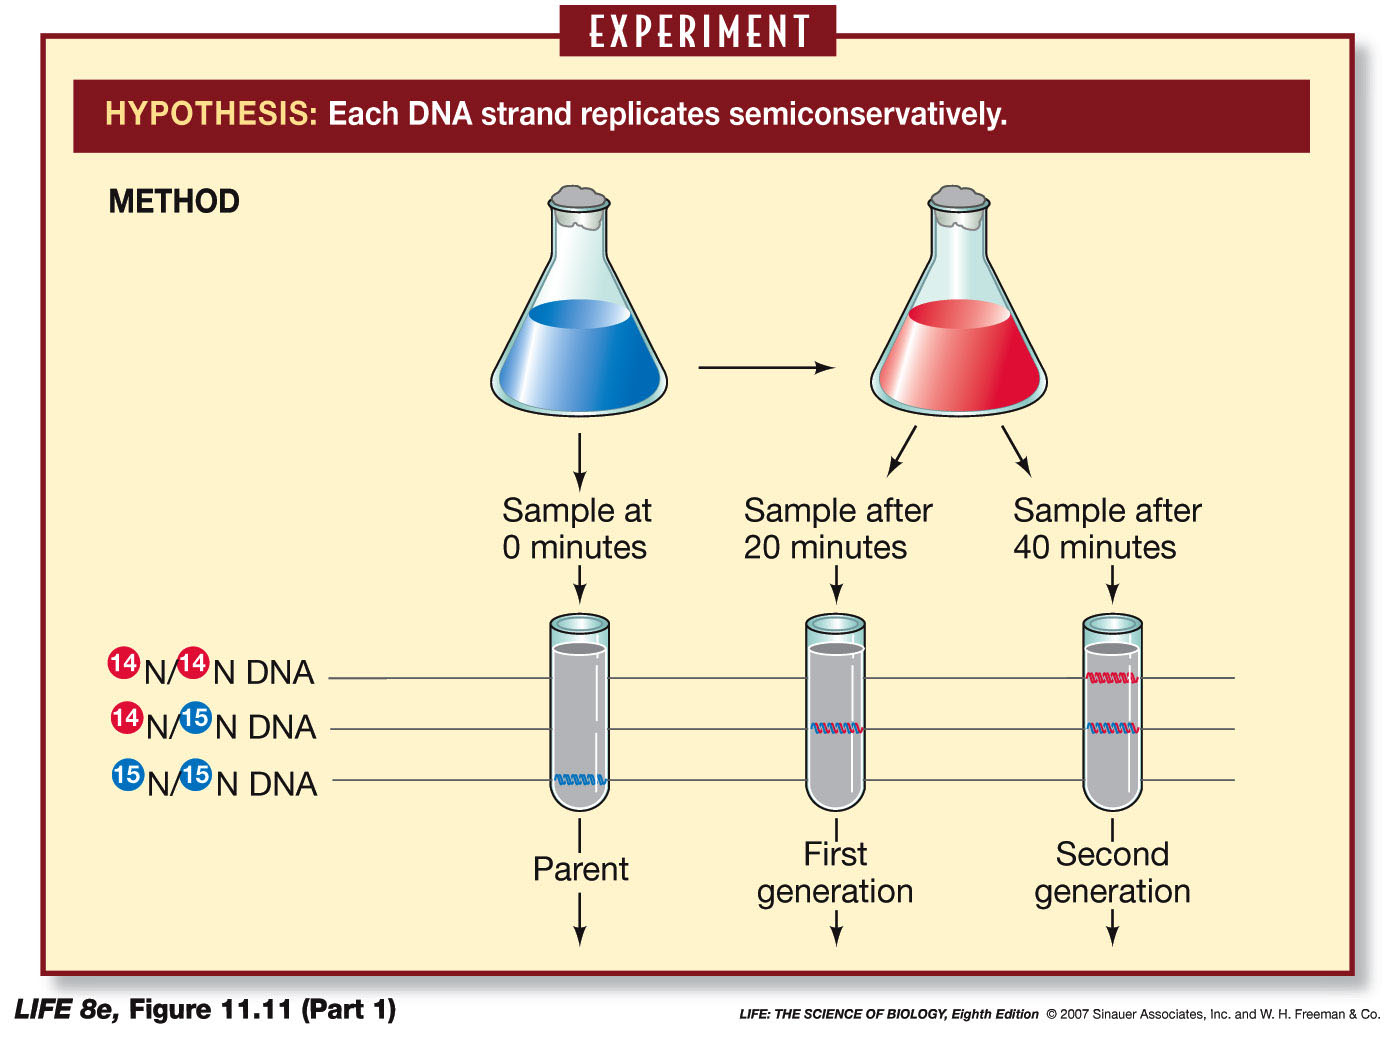 EXPERIMENT
HYPOTHESIS: Each DNA strand replicates semiconservatively.
METHOD
Sample at
0 minutes
Sample after
20 minutes
Sample after
40 minutes
14N/14N DNA
14N/15N DNA
15N/15N DNA
Parent
First
generation
Second
generation
LIFE 8e, Figure 11.11 (Part 1)
LIFE: THE SCIENCE OF BIOLOGY, Eighth Edition © 2007 Sinauer Associates, Inc. and W. H. Freeman & Co.